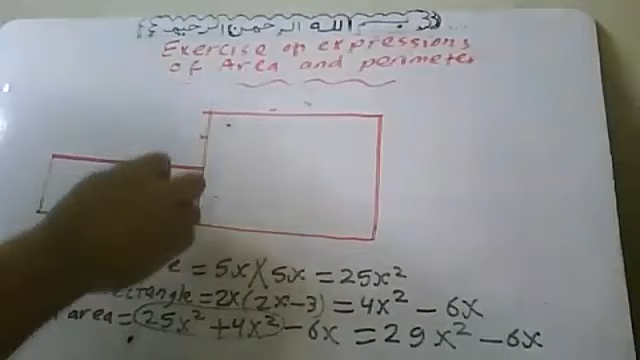 بسم الله الرحمن الرحيم
Exercise on expressions
of Area and perimeter
= 5x × 5x = 25x²
= 2x(2x-3) = 4x² - 6x
area = 25x² + 4x² - 6x = 29x² - 6x